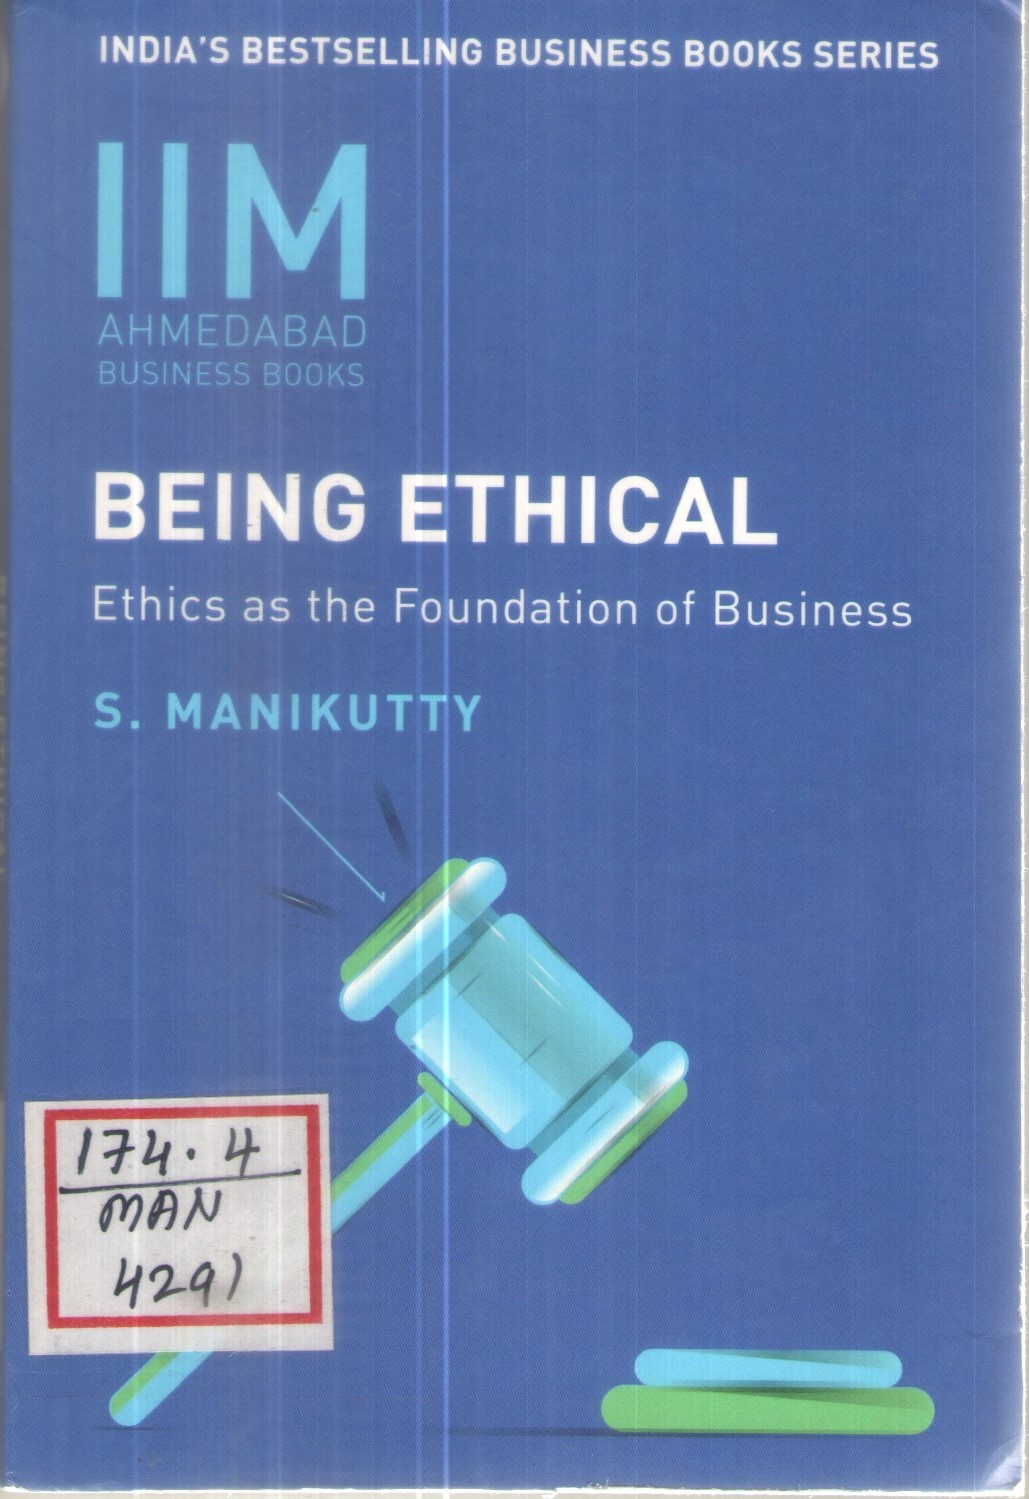 INDIA'S BESTSELLING BUSINESS BOOKS SERIES
IIM
AHMEDABAD
BUSINESS BOOKS
BEING ETHICAL
Ethics as the Foundation of Business
S. MANIKUTTY
174.4
MAN
4291